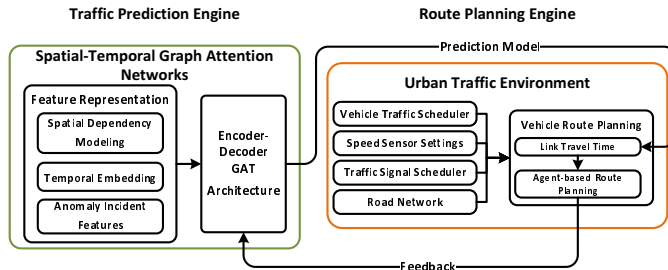 Traffic Prediction Engine
Route Planning Engine
Prediction Model
Spatial-Temporal Graph Attention
Networks
Feature Representation
Spatial Dependency
Modeling
Temporal Embedding
Anomaly Incident
Features
Encoder-
Decoder
GAT
Architecture
Urban Traffic Environment
Vehicle Traffic Scheduler
Speed Sensor Settings
Traffic Signal Scheduler
Road Network
Vehicle Route Planning
Link Travel Time
Agent-based Route
Planning
Feedback